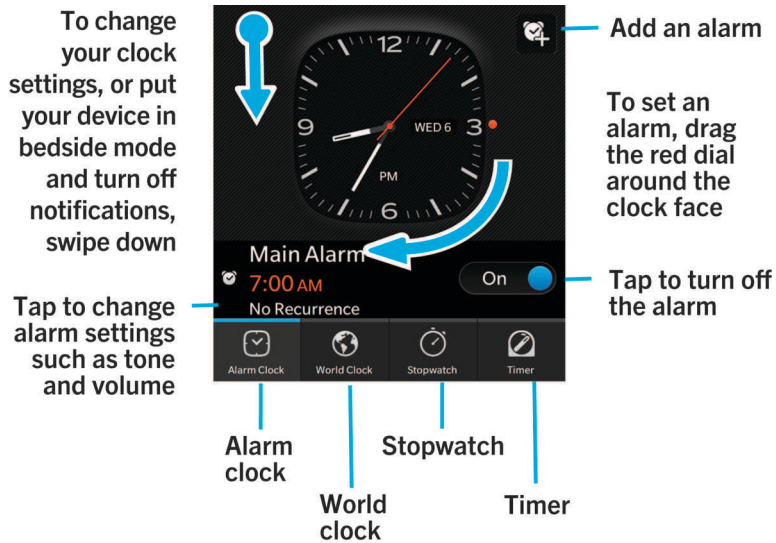 To change
your clock
settings, or put
your device in
bedside mode
and turn off
notifications,
swipe down
Add an alarm
12
9
WED 6
3
PM
6
To set an
alarm, drag
the red dial
around the
clock face
Main Alarm
7:00 AM
No Recurrence
On
Tap to turn off
the alarm
Tap to change
alarm settings
such as tone
and volume
Alarm Clock
World Clock
Stopwatch
Timer
Alarm
clock
World
clock
Stopwatch
Timer